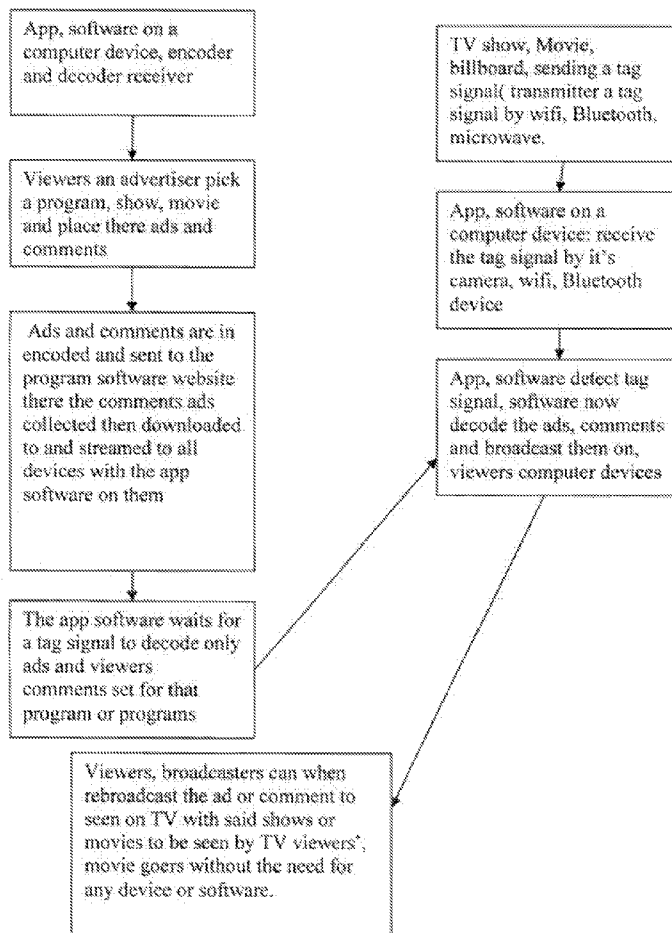 App, software on a
computer device, encoder
and decoder receiver
Viewers an advertiser pick
a program, show, movie
and place there ads and
comments
Ads and comments are in
encoded and sent to the
program software website
there the comments ads
collected then downloaded
to and streamed to all
devices with the app
software on them
The app software waits for
a tag signal to decode only
ads and viewers
comments set for that
program or programs
TV show, Movie,
billboard, sending a tag
signal( transmitter a tag
signal by wifi, Bluetooth,
microwave.
App, software on a
computer device: receive
the tag signal by it's
camera, wifi, Bluetooth
device
App, software detect tag
signal, software now
decode the ads, comments
and broadcast them on,
viewers computer devices
Viewers, broadcasters can when
rebroadcast the ad or comment to
seen on TV with said shows or
movies to be seen by TV viewers',
movie goers without the need for
any device or software.